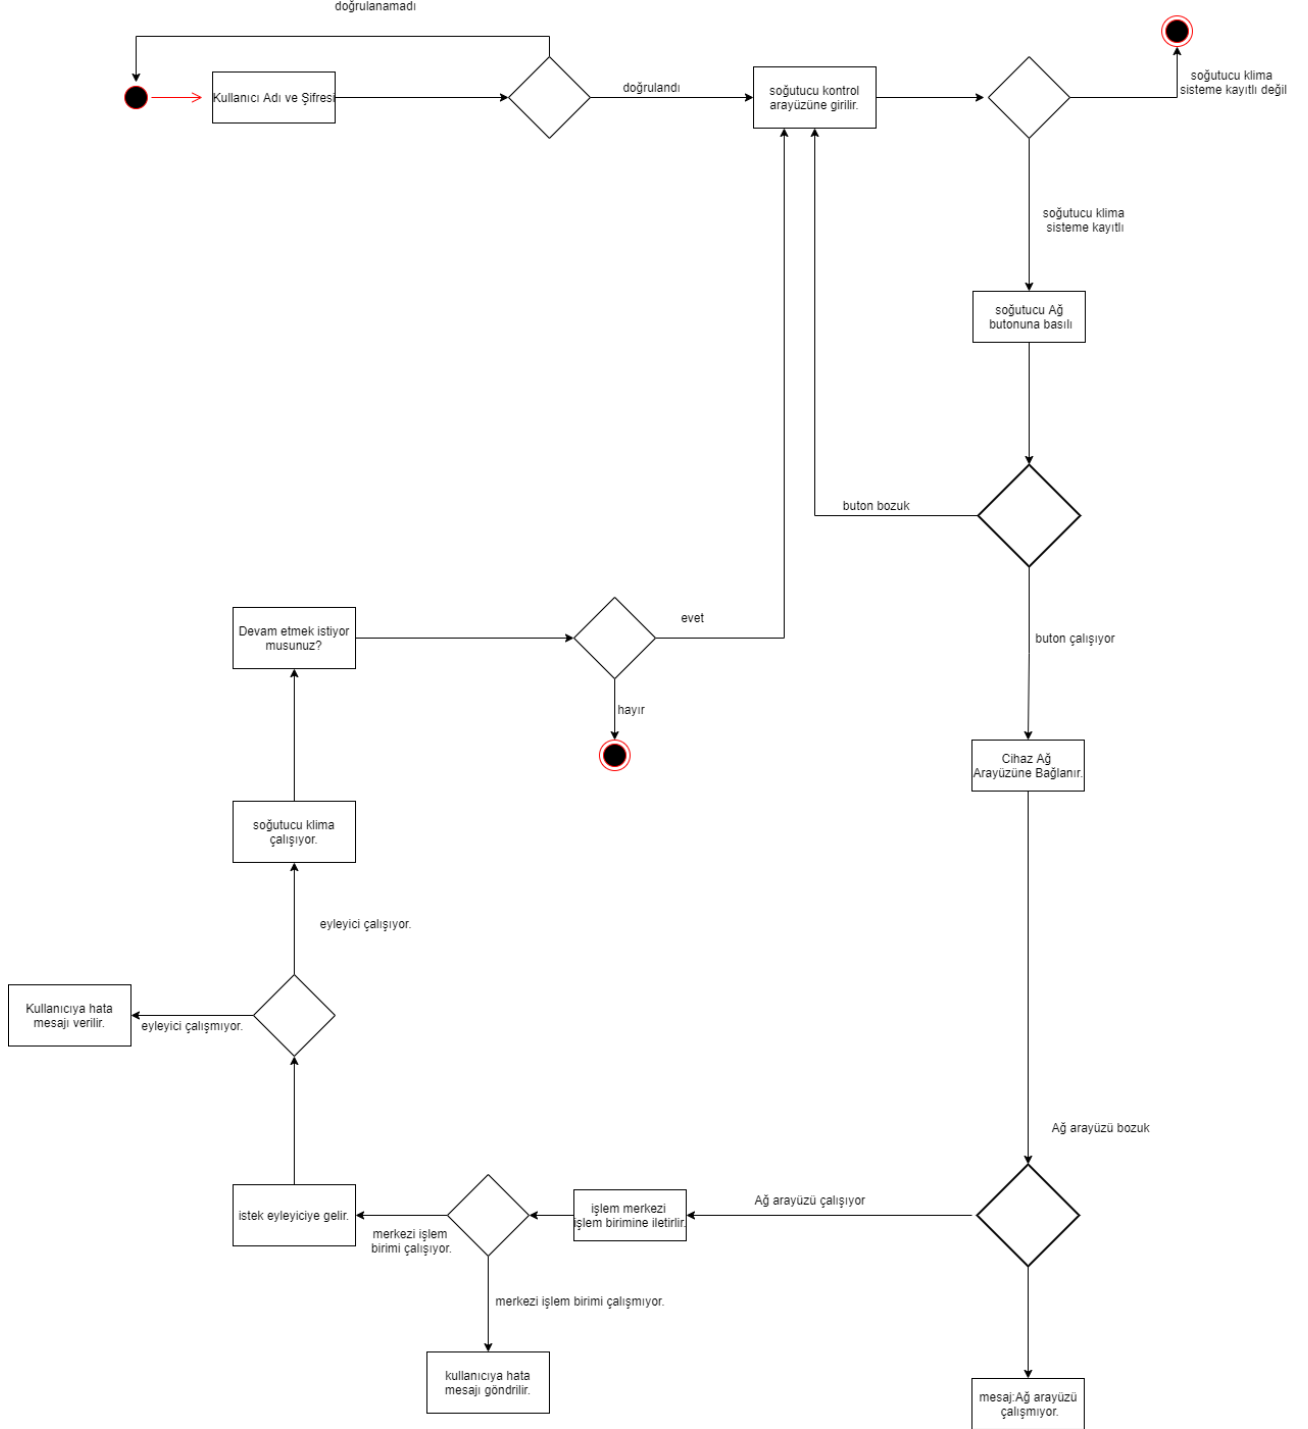 doğrulanamadı
Kullanıcı Adı ve Şifresi
doğrulandı
soğutucu kontrol
arayüzüne girilir.
soğutucu klima
sisteme kayıtlı değil
soğutucu klima
sisteme kayıtlı
soğutucu Ağ
butonuna basılı
buton bozuk
buton çalışıyor
Devam etmek istiyor
musunuz?
evet
hayır
Cihaz Ağ
Arayüzüne Bağlanır.
soğutucu klima
çalışıyor.
eyleyici çalışıyor.
Kullanıcıya hata
mesajı verilir.
eyleyici çalışmıyor.
Ağ arayüzü bozuk
Ağ arayüzü çalışıyor
işlem merkezi
işlem birimine iletirlir.
istek eyleyiciye gelir.
merkezi işlem
birimi çalışıyor.
merkezi işlem birimi çalışmıyor.
kullanıcıya hata
mesajı göndrilir.
mesaj:Ağ arayüzü
çalışmıyor.